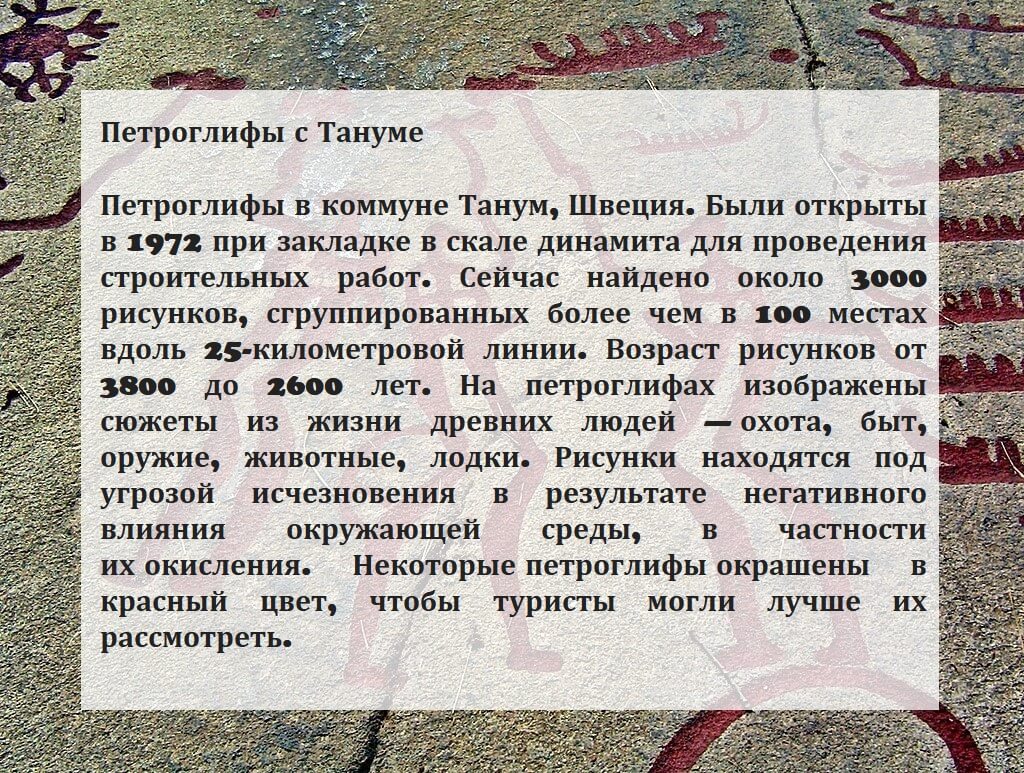 Петроглифы с Тануме
Петроглифы в коммуне Танум, Швеция. Были открыты
в 1972 при закладке в скале динамита для проведения
строительных работ. Сейчас найдено около 3000
рисунков, сгруппированных более чем в 100 местах
вдоль 25-километровой линии. Возраст рисунков от
3800 до 2600 лет. На петроглифах изображены
сюжеты из жизни древних людей — охота, быт,
оружие, животные, лодки. Рисунки находятся под
угрозой исчезновения в результате негативного
влияния окружающей среды, в частности
их окисления. Некоторые петроглифы окрашены в
красный цвет, чтобы туристы могли лучше их
рассмотреть.